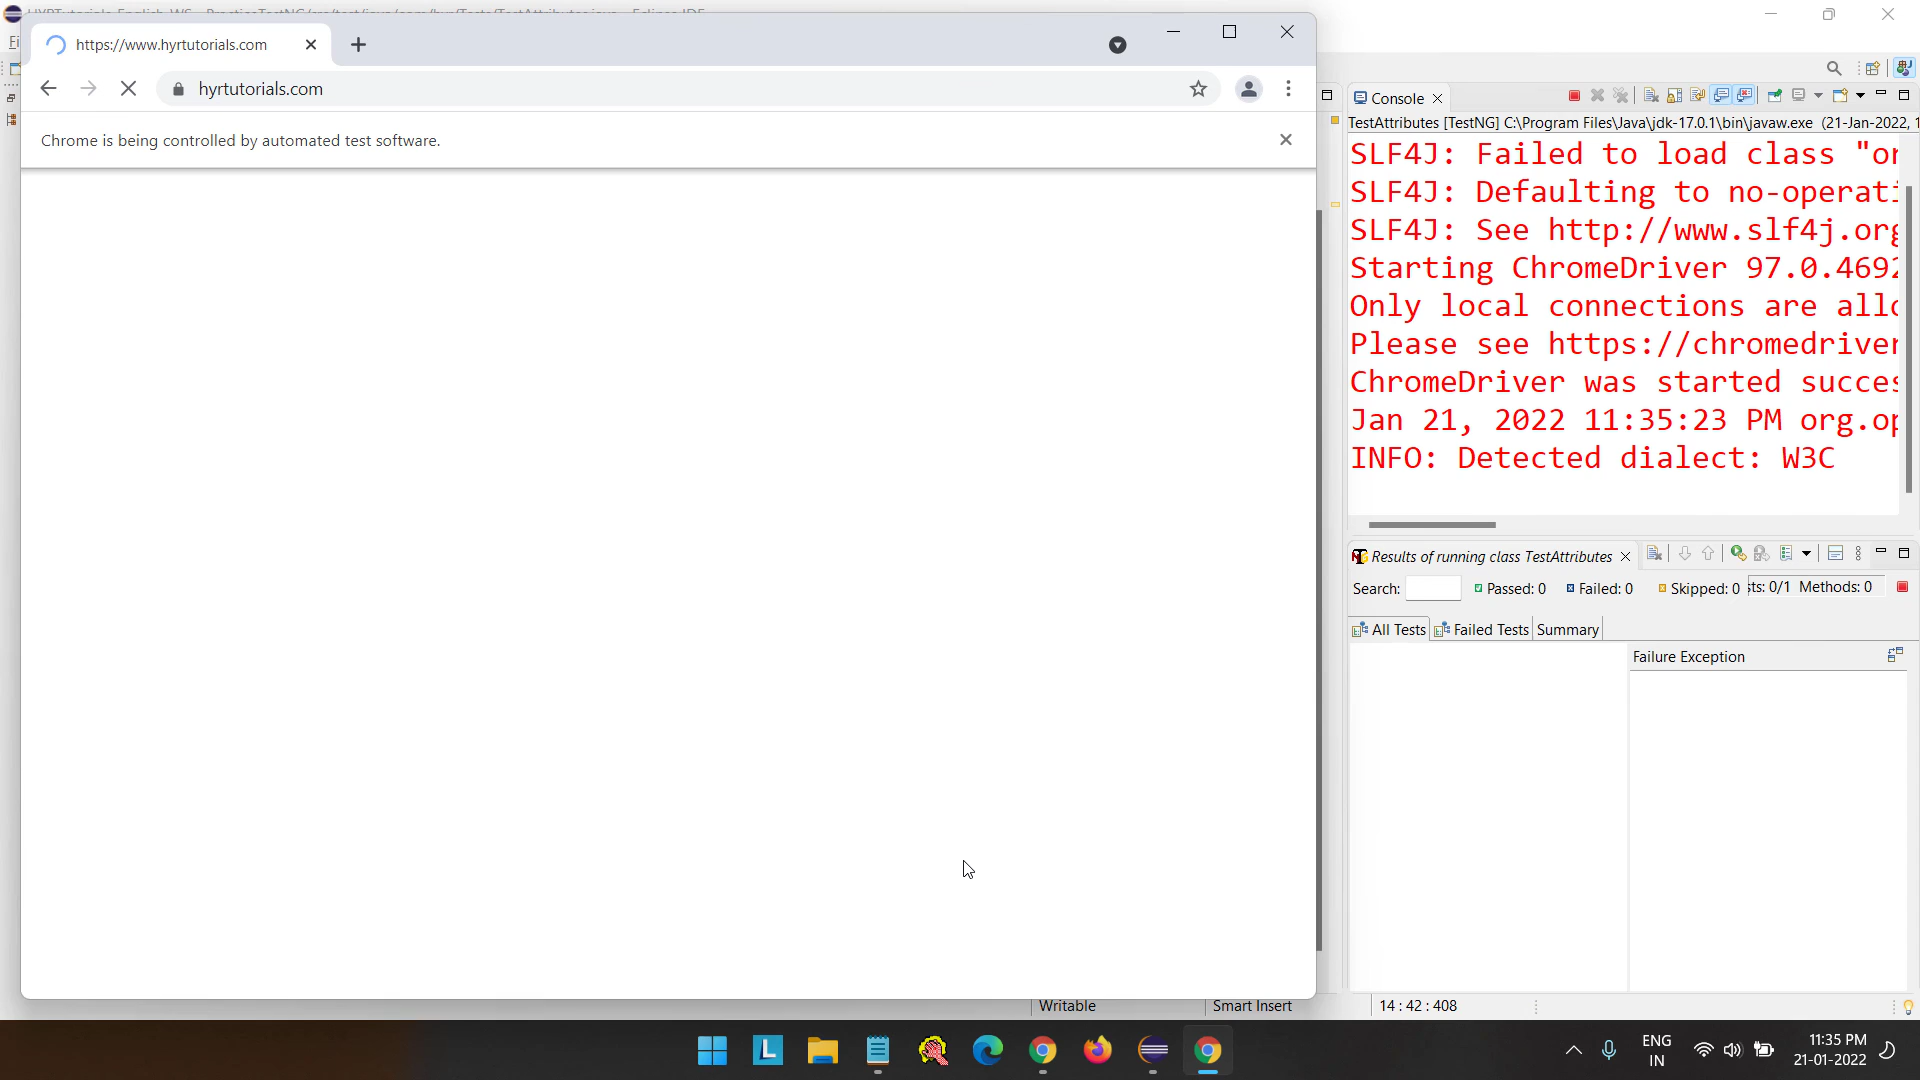 https://www.hyrtutorials.com
hyrtutorials.com
Chrome is being controlled by automated test software.
Console
TestAttributes [TestNG] C:\Program Files\Java\jdk-17.0.1\bin\javaw.exe (21-Jan-2022, 1
SLF4J: Failed to load class "or
SLF4J: Defaulting to no-operati
SLF4J: See http://www.slf4j.org
Starting ChromeDriver 97.0.4692
Only local connections are allo
Please see https://chromedriver
ChromeDriver was started succes
Jan 21, 2022 11:35:23 PM org.op
INFO: Detected dialect: W3C
Results of running class TestAttributes
Search: Passed: 0 Failed: 0 Skipped: 0 sts: 0/1 Methods: 0
All Tests Failed Tests Summary
Failure Exception
Writable Smart Insert 14 : 42 : 408
L
ENG
IN
11:35 PM
21-01-2022